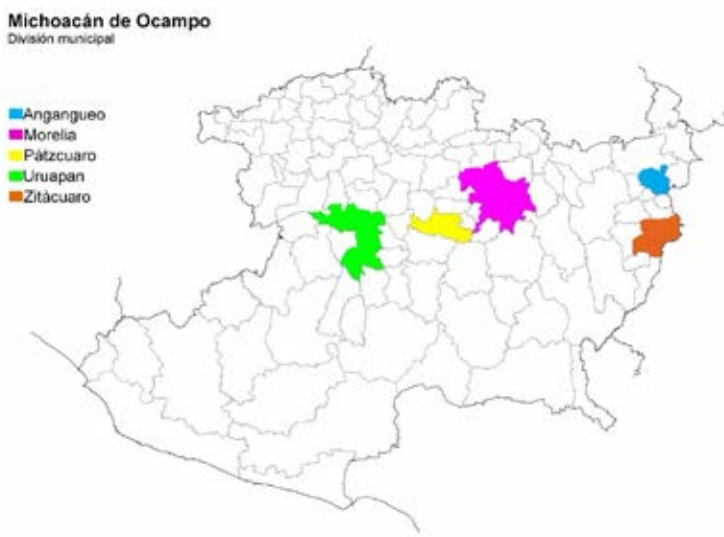 Michoacán de Ocampo
División municipal
Angangueo
Morelia
Pátzcuaro
Uruapan
Zitácuaro